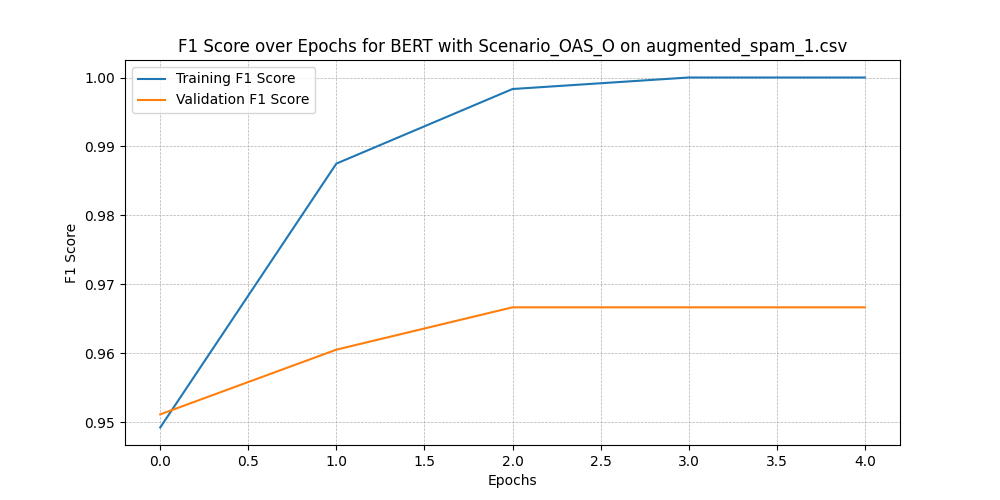 F1 Score over Epochs for BERT with Scenario_OAS_O on augmented_spam_1.csv
Training F1 Score
Validation F1 Score
1.00
0.99
0.98
0.97
0.96
0.95
F1 Score
0.0 0.5 1.0 1.5 2.0 2.5 3.0 3.5 4.0
Epochs